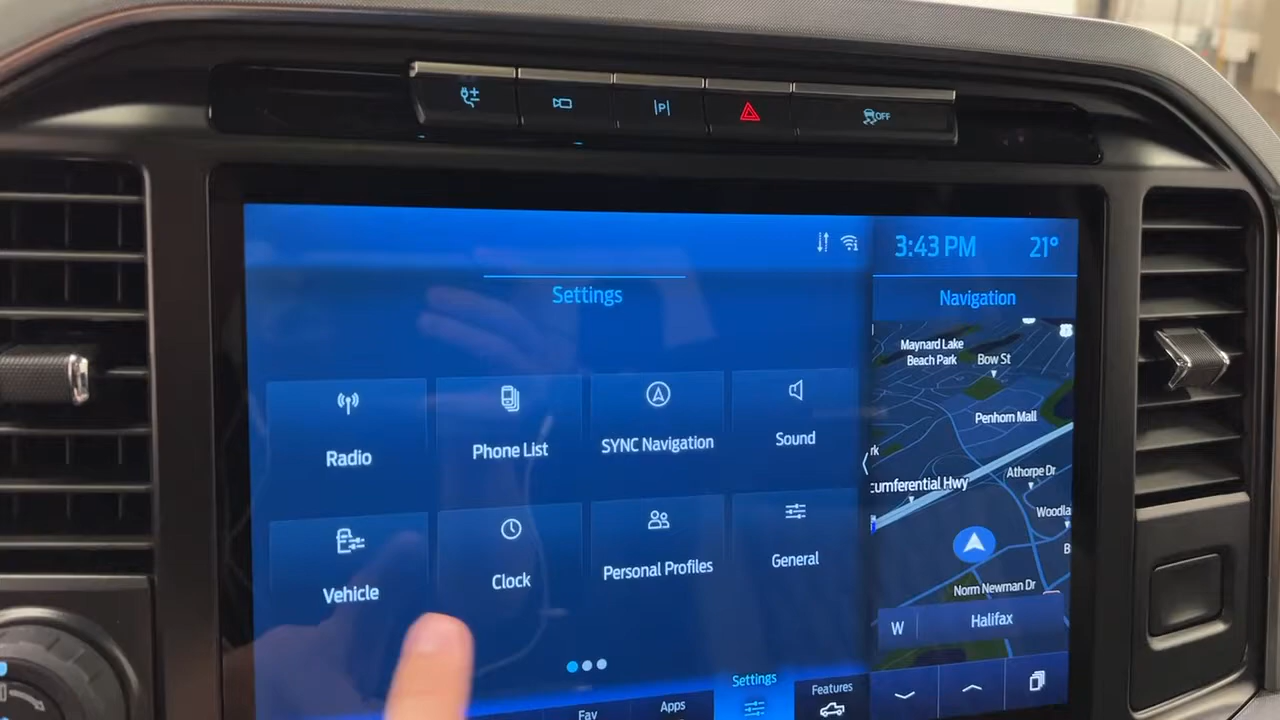 P
OFF
3:43 PM
21°
Settings
Navigation
Maynard Lake
Beach Park
Bow St
Penhorn Mall
rk
cumferential Hwy
Athorpe Dr
Woodla
B
Norm Newman Dr
W
Halifax
Radio
Phone List
SYNC Navigation
Sound
Vehicle
Clock
Personal Profiles
General
Fav
Apps
Settings
Features